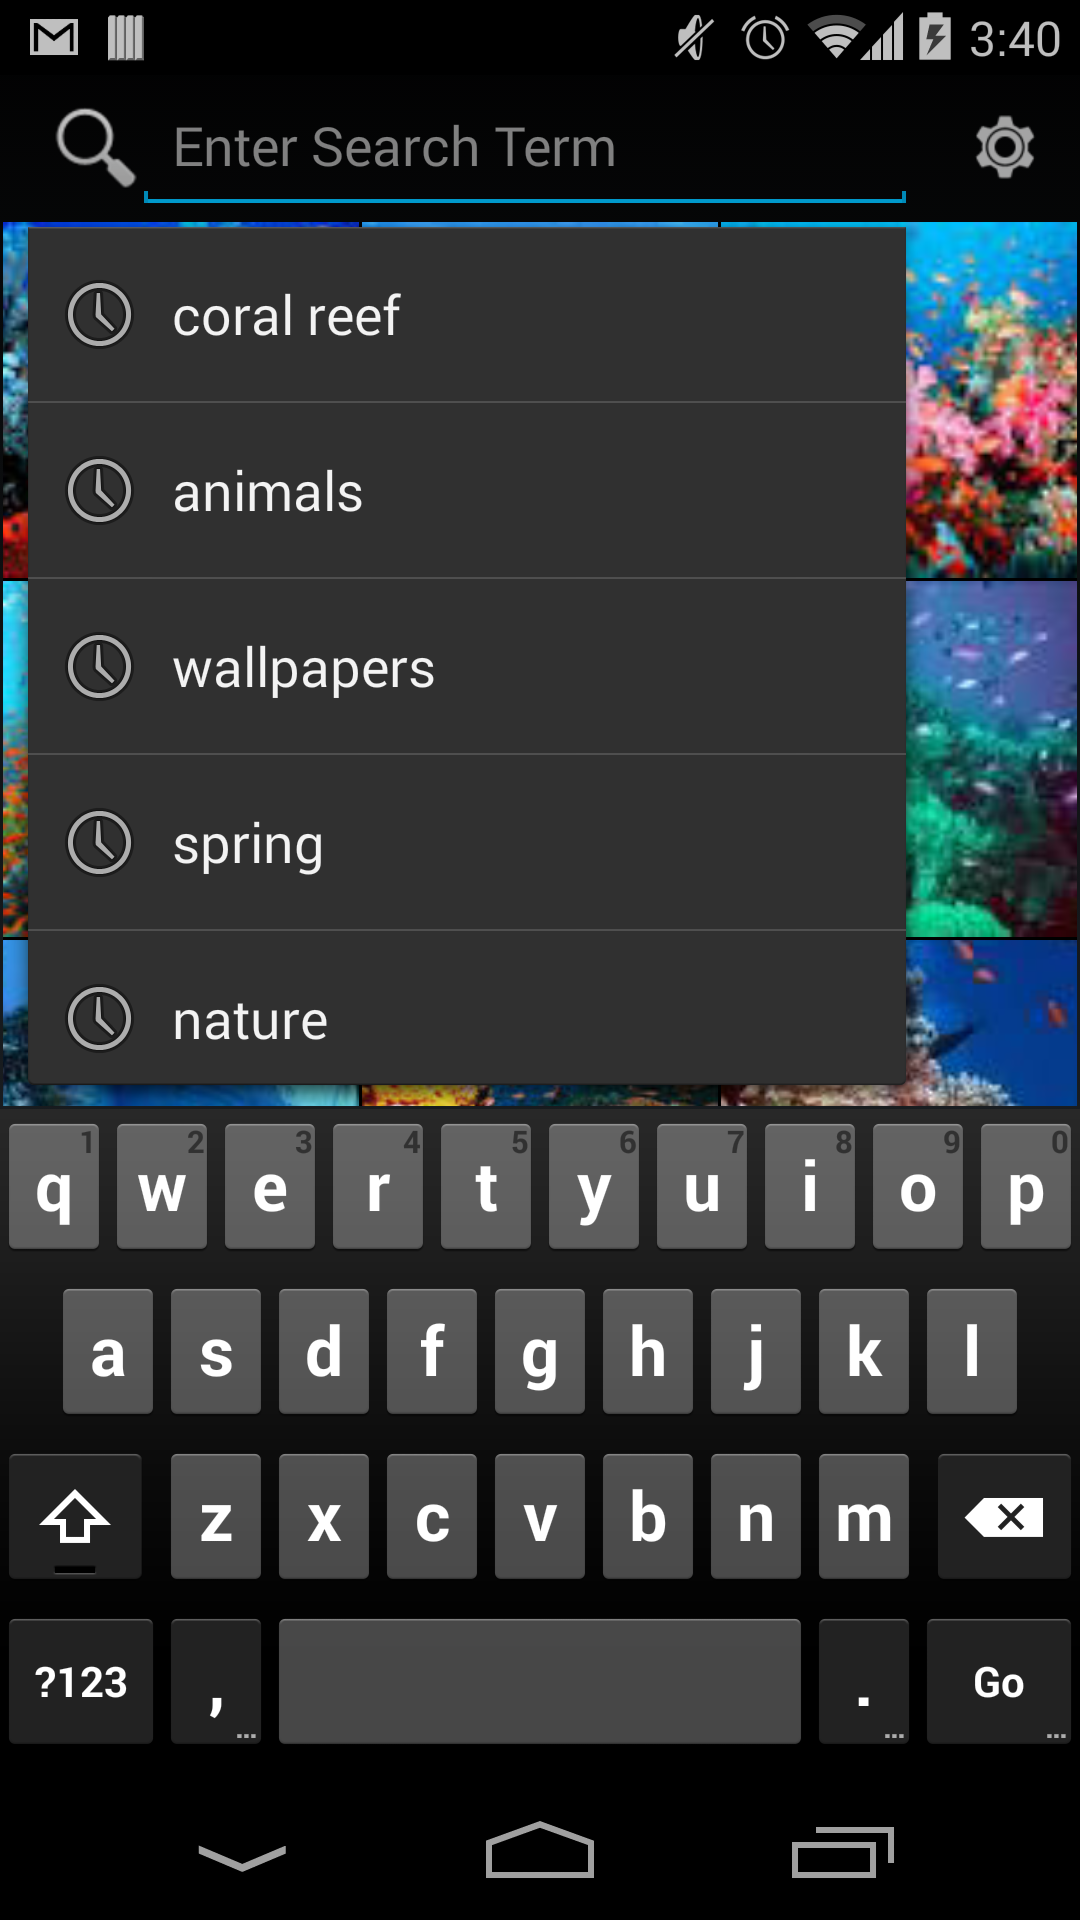 3:40
Enter Search Term
coral reef
animals
wallpapers
spring
nature
1 2 3 4 5 6 7 8 9 0
q w e r t y u i o p
a s d f g h j k l
z x c v b n m
?123 , . Go